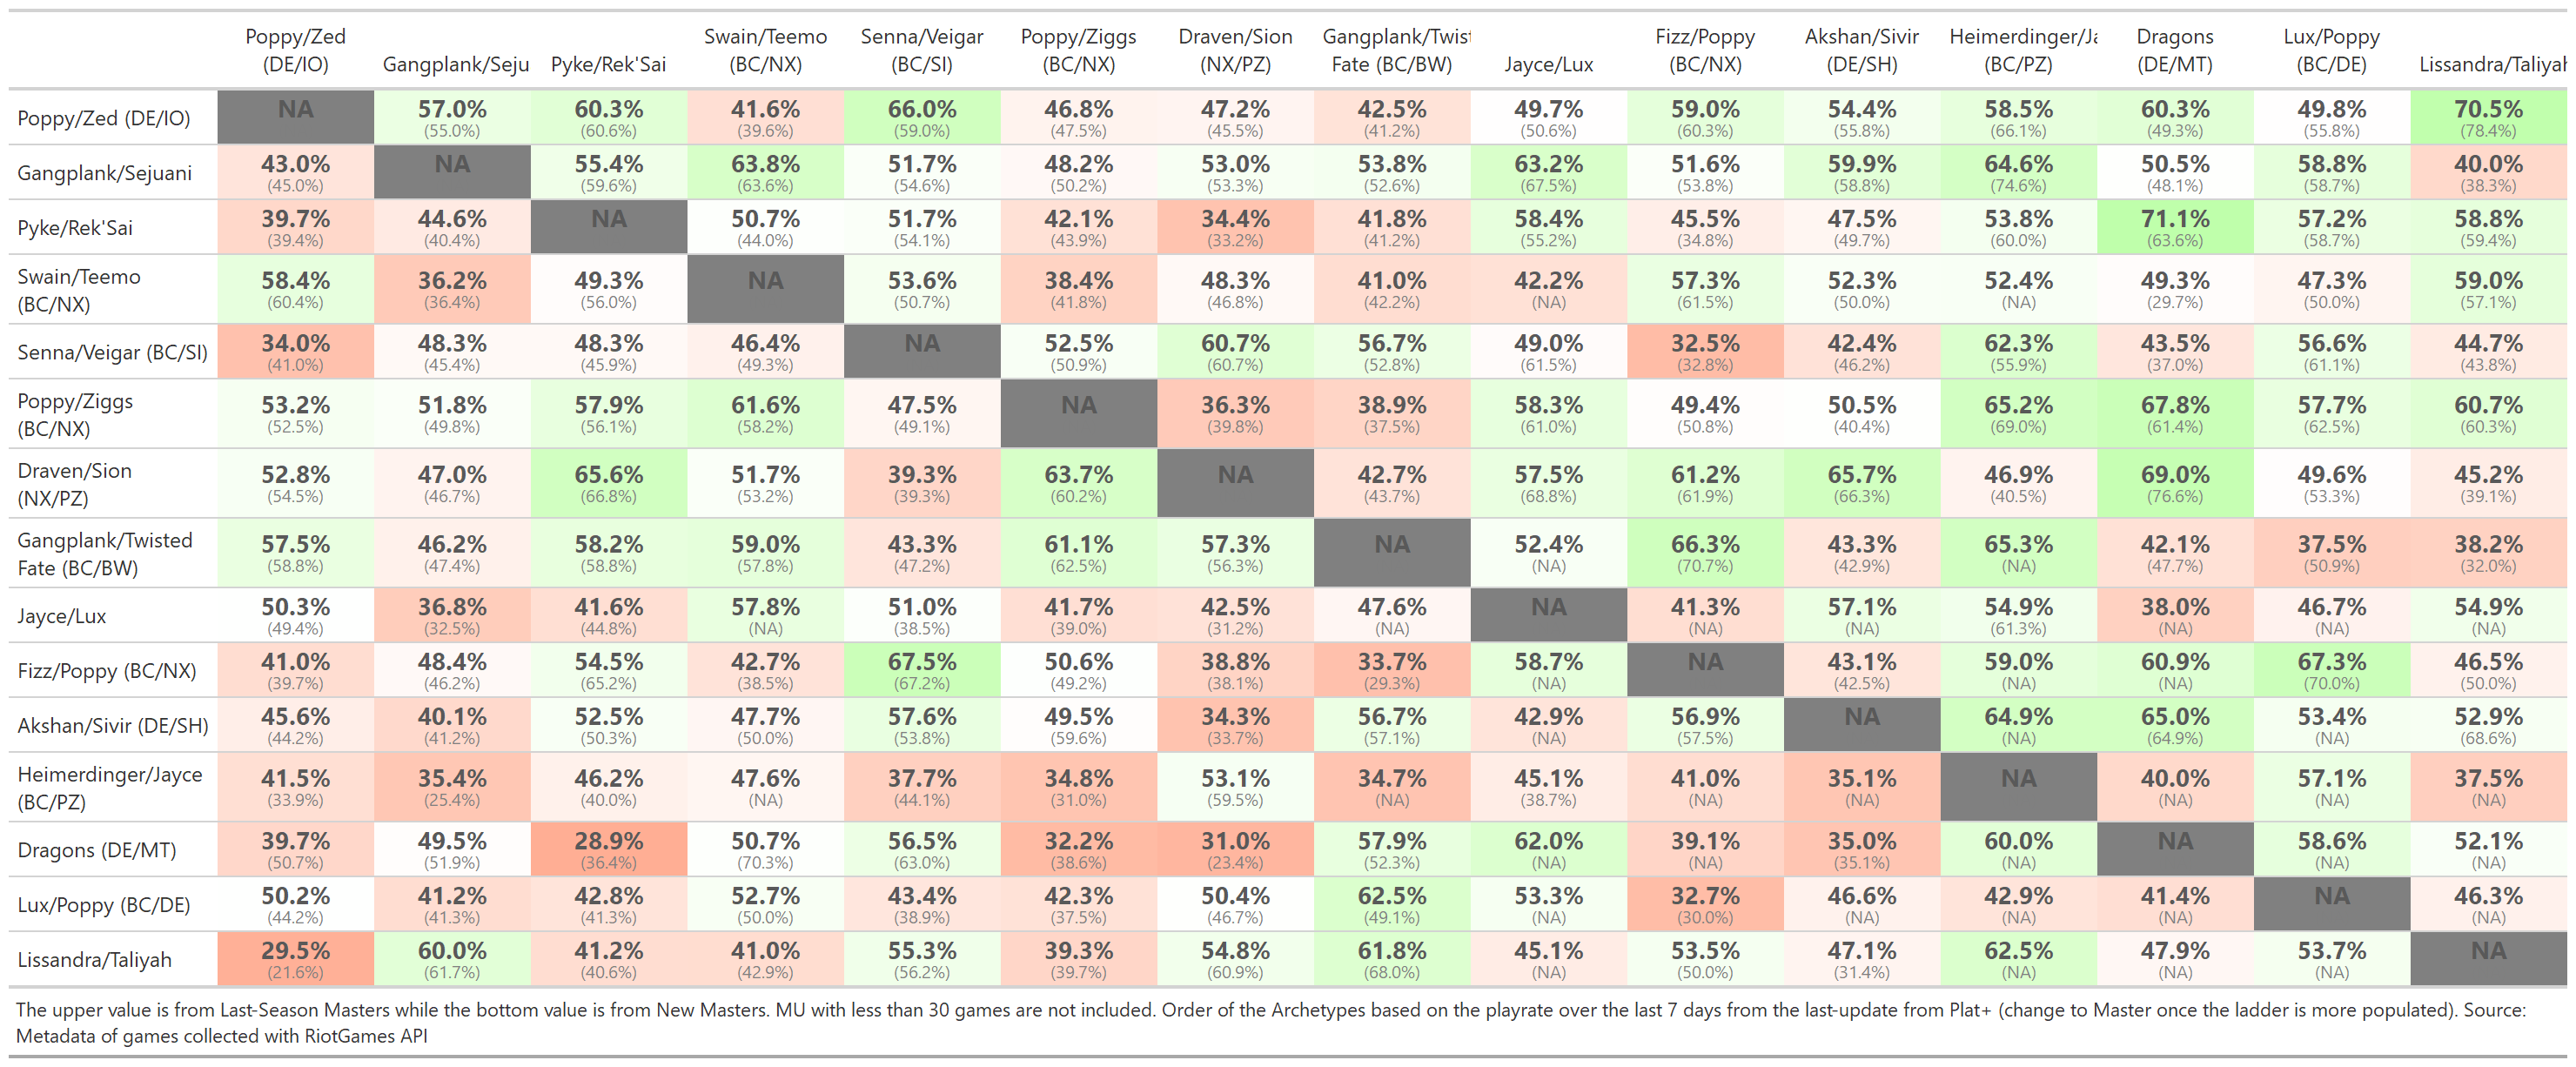 Poppy/Zed (DE/IO) Gangplank/Seju Pyke/Rek'Sai Swain/Teemo (BC/NX) Senna/Veigar (BC/SI) Poppy/Ziggs (BC/NX) Draven/Sion (NX/PZ) Gangplank/Twist Fate (BC/BW) Jayce/Lux Fizz/Poppy (BC/NX) Akshan/Sivir (DE/SH) Heimerdinger/Ja (BC/PZ) Dragons (DE/MT) Lux/Poppy (BC/DE) Lissandra/Taliyah
Poppy/Zed (DE/IO) NA 57.0% 60.3% 41.6% 66.0% 46.8% 47.2% 42.5% 49.7% 59.0% 54.4% 58.5% 60.3% 49.8% 70.5%
(55.0%) (60.6%) (39.6%) (59.0%) (47.5%) (45.5%) (41.2%) (50.6%) (60.3%) (55.8%) (66.1%) (49.3%) (55.8%) (78.4%)
Gangplank/Sejuani 43.0% NA 55.4% 63.8% 51.7% 48.2% 53.0% 53.8% 63.2% 51.6% 59.9% 64.6% 50.5% 58.8% 40.0%
(45.0%) (59.6%) (63.6%) (54.6%) (50.2%) (53.3%) (52.6%) (67.5%) (53.8%) (58.8%) (74.6%) (48.1%) (58.7%) (38.3%)
Pyke/Rek'Sai 39.7% 44.6% NA 50.7% 51.7% 42.1% 34.4% 41.8% 58.4% 45.5% 47.5% 53.8% 71.1% 57.2% 58.8%
(39.4%) (40.4%) (44.0%) (54.1%) (43.9%) (33.2%) (41.2%) (55.2%) (34.8%) (49.7%) (60.0%) (63.6%) (58.7%) (59.4%)
Swain/Teemo (BC/NX) 58.4% 36.2% 49.3% NA 53.6% 38.4% 48.3% 41.0% 42.2% 57.3% 52.3% 52.4% 49.3% 47.3% 59.0%
(60.4%) (36.4%) (56.0%) (50.7%) (41.8%) (46.8%) (42.2%) (NA) (61.5%) (50.0%) (NA) (29.7%) (50.0%) (57.1%)
Senna/Veigar (BC/SI) 34.0% 48.3% 48.3% 46.4% NA 52.5% 60.7% 56.7% 49.0% 32.5% 42.4% 62.3% 43.5% 56.6% 44.7%
(41.0%) (45.4%) (45.9%) (49.3%) (50.9%) (60.7%) (52.8%) (61.5%) (32.8%) (46.2%) (55.9%) (37.0%) (61.1%) (43.8%)
Poppy/Ziggs (BC/NX) 53.2% 51.8% 57.9% 61.6% 47.5% NA 36.3% 38.9% 58.3% 49.4% 50.5% 65.2% 67.8% 57.7% 60.7%
(52.5%) (49.8%) (56.1%) (58.2%) (49.1%) (39.8%) (37.5%) (61.0%) (50.8%) (40.4%) (69.0%) (61.4%) (62.5%) (60.3%)
Draven/Sion (NX/PZ) 52.8% 47.0% 65.6% 51.7% 39.3% 63.7% NA 42.7% 57.5% 61.2% 65.7% 46.9% 69.0% 49.6% 45.2%
(54.5%) (46.7%) (66.8%) (53.2%) (39.3%) (60.2%) (43.7%) (68.8%) (61.9%) (66.3%) (40.5%) (76.6%) (53.3%) (39.1%)
Gangplank/Twisted Fate (BC/BW) 57.5% 46.2% 58.2% 59.0% 43.3% 61.1% 57.3% NA 52.4% 66.3% 43.3% 65.3% 42.1% 37.5% 38.2%
(58.8%) (47.4%) (58.8%) (57.8%) (47.2%) (62.5%) (56.3%) (NA) (70.7%) (42.9%) (NA) (47.7%) (50.9%) (32.0%)
Jayce/Lux 50.3% 36.8% 41.6% 57.8% 51.0% 41.7% 42.5% 47.6% NA 41.3% 57.1% 54.9% 38.0% 46.7% 54.9%
(49.4%) (32.5%) (44.8%) (NA) (38.5%) (39.0%) (31.2%) (NA) (NA) (NA) (61.3%) (NA) (NA) (NA)
Fizz/Poppy (BC/NX) 41.0% 48.4% 54.5% 42.7% 67.5% 50.6% 38.8% 33.7% 58.7% NA 43.1% 59.0% 60.9% 67.3% 46.5%
(39.7%) (46.2%) (65.2%) (38.5%) (67.2%) (49.2%) (38.1%) (29.3%) (NA) (42.5%) (NA) (NA) (70.0%) (50.0%)
Akshan/Sivir (DE/SH) 45.6% 40.1% 52.5% 47.7% 57.6% 49.5% 34.3% 56.7% 42.9% 56.9% NA 64.9% 65.0% 53.4% 52.9%
(44.2%) (41.2%) (50.3%) (50.0%) (53.8%) (59.6%) (33.7%) (57.1%) (NA) (57.5%) (NA) (64.9%) (NA) (68.6%)
Heimerdinger/Jayce (BC/PZ) 41.5% 35.4% 46.2% 47.6% 37.7% 34.8% 53.1% 34.7% 45.1% 41.0% 35.1% NA 40.0% 57.1% 37.5%
(33.9%) (25.4%) (40.0%) (NA) (44.1%) (31.0%) (59.5%) (NA) (38.7%) (NA) (NA) (NA) (NA) (NA)
Dragons (DE/MT) 39.7% 49.5% 28.9% 50.7% 56.5% 32.2% 31.0% 57.9% 62.0% 39.1% 35.0% 60.0% NA 58.6% 52.1%
(50.7%) (51.9%) (36.4%) (70.3%) (63.0%) (38.6%) (23.4%) (52.3%) (NA) (NA) (35.1%) (NA) (NA) (NA)
Lux/Poppy (BC/DE) 50.2% 41.2% 42.8% 52.7% 43.4% 42.3% 50.4% 62.5% 53.3% 32.7% 46.6% 42.9% 41.4% NA 46.3%
(44.2%) (41.3%) (41.3%) (50.0%) (38.9%) (37.5%) (46.7%) (49.1%) (NA) (30.0%) (NA) (NA) (NA) (NA)
Lissandra/Taliyah 29.5% 60.0% 41.2% 41.0% 55.3% 39.3% 54.8% 61.8% 45.1% 53.5% 47.1% 62.5% 47.9% 53.7% NA
(21.6%) (61.7%) (40.6%) (42.9%) (56.2%) (39.7%) (60.9%) (68.0%) (NA) (50.0%) (31.4%) (NA) (NA) (NA)
The upper value is from Last-Season Masters while the bottom value is from New Masters. MU with less than 30 games are not included. Order of the Archetypes based on the playrate over the last 7 days from the last-update from Plat+ (change to Master once the ladder is more populated). Source:
Metadata of games collected with RiotGames API